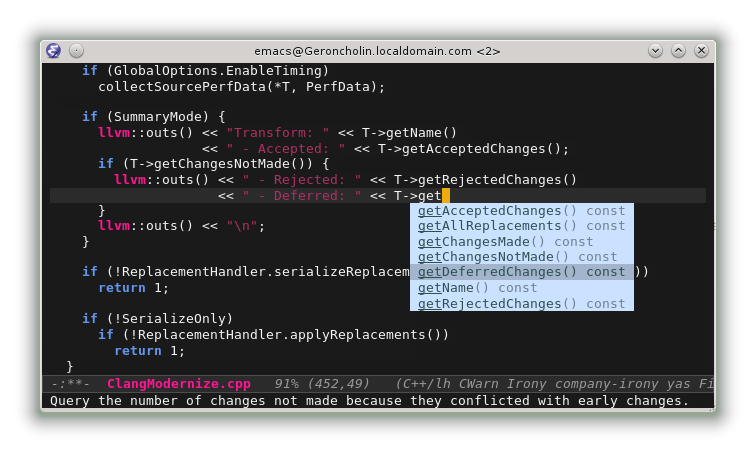 emacs@Geroncholin.localdomain.com <2>
if (GlobalOptions.EnableTiming)
collectSourcePerfData(*T, PerfData);
if (SummaryMode) {
llvm::outs() << "Transform: " << T->getName()
<< " - Accepted: " << T->getAcceptedChanges();
if (T->getChangesNotMade()) {
llvm::outs() << " - Rejected: " << T->getRejectedChanges()
<< " - Deferred: " << T->get
}
getAcceptedChanges() const
llvm::outs() << "\n";
getAllReplacements() const
}
getChangesMade() const
getChangesNotMade() const
if (!ReplacementHandler.serializeReplacem
getDeferredChanges() const ))
return 1;
getName() const
getRejectedChanges() const
if (!SerializeOnly)
if (!ReplacementHandler.applyReplacements())
return 1;
}
-:**- ClangModernize.cpp 91% (452,49) (C++/lh CWarn Irony company-irony yas Fi
Query the number of changes not made because they conflicted with early changes.